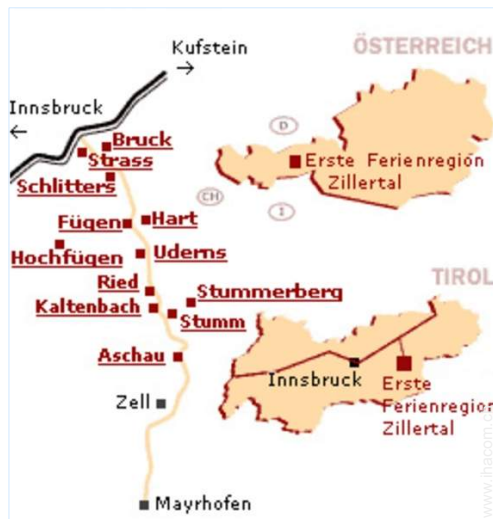 Kufstein
→
ÖSTERREICH
Innsbruck
←
Bruck
Strass
D
Erste Ferienregion
Zillertal
Schlitters
CH
I
Fügen
Hart
Hochfügen
Uderns
TIROL
Ried
Stummerberg
Kaltenbach
Stumm
Aschau
Innsbruck
Erste
Ferienregion
Zillertal
Zell
Mayrhofen